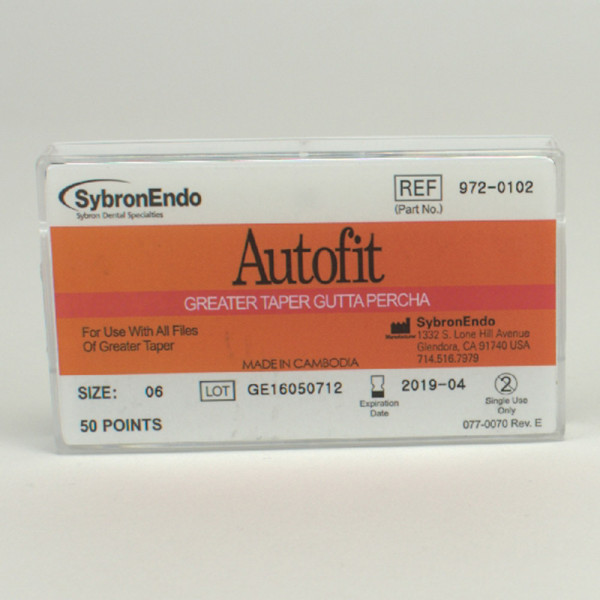 SybronEndo
Sybron Dental Specialties
REF 972-0102
(Part No.)
Autofit
GREATER TAPER GUTTA PERCHA
For Use With All Files
Of Greater Taper
Manufacturer
SybronEndo
1332 S. Lone Hill Avenue
Glendora, CA 91740 USA
714.516.7979
MADE IN CAMBODIA
SIZE: 06
LOT GE16050712
Expiration
Date
2019-04
2
Single Use
Only
50 POINTS
077-0070 Rev. E